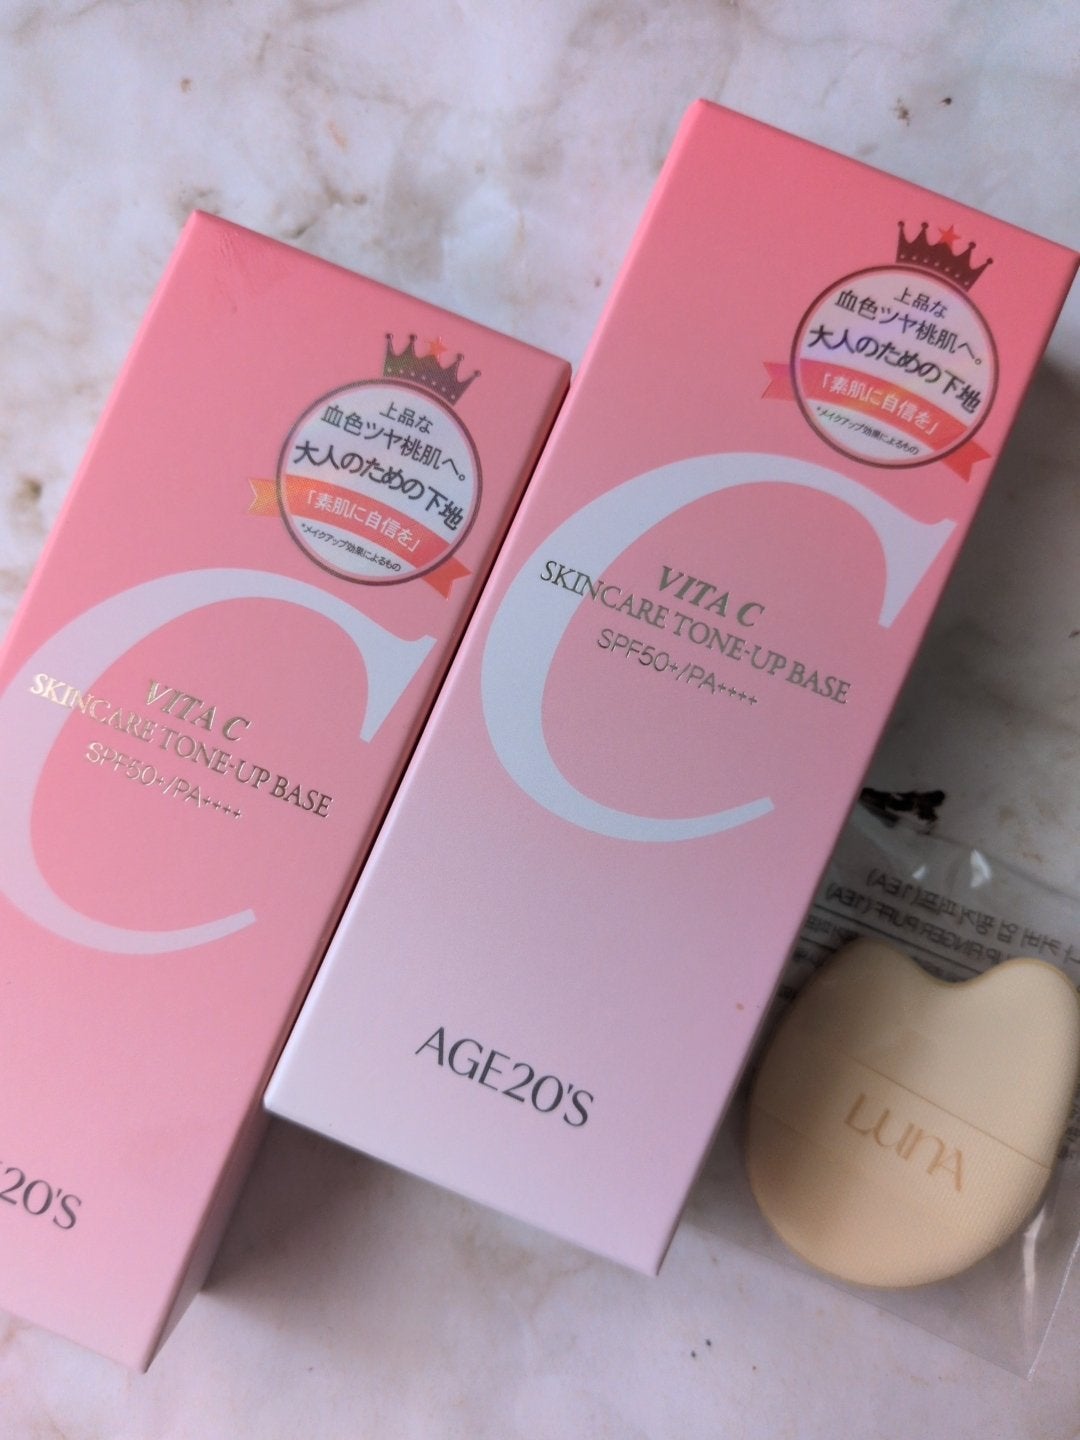 上品な
血色ツヤ桃肌へ。
大人のための下地
「素肌に自信を」
*メイクアップ効果によるもの
C
VITA C
SKINCARE TONE-UP BASE
SPF50+/PA++++
20'S
上品な
血色ツヤ桃肌へ。
大人のための下地
「素肌に自信を」
*メイクアップ効果によるもの
C
VITA C
SKINCARE TONE-UP BASE
SPF50+/PA++++
AGE20'S
(1EA)
FINGER PUFF (1EA)
LUNA